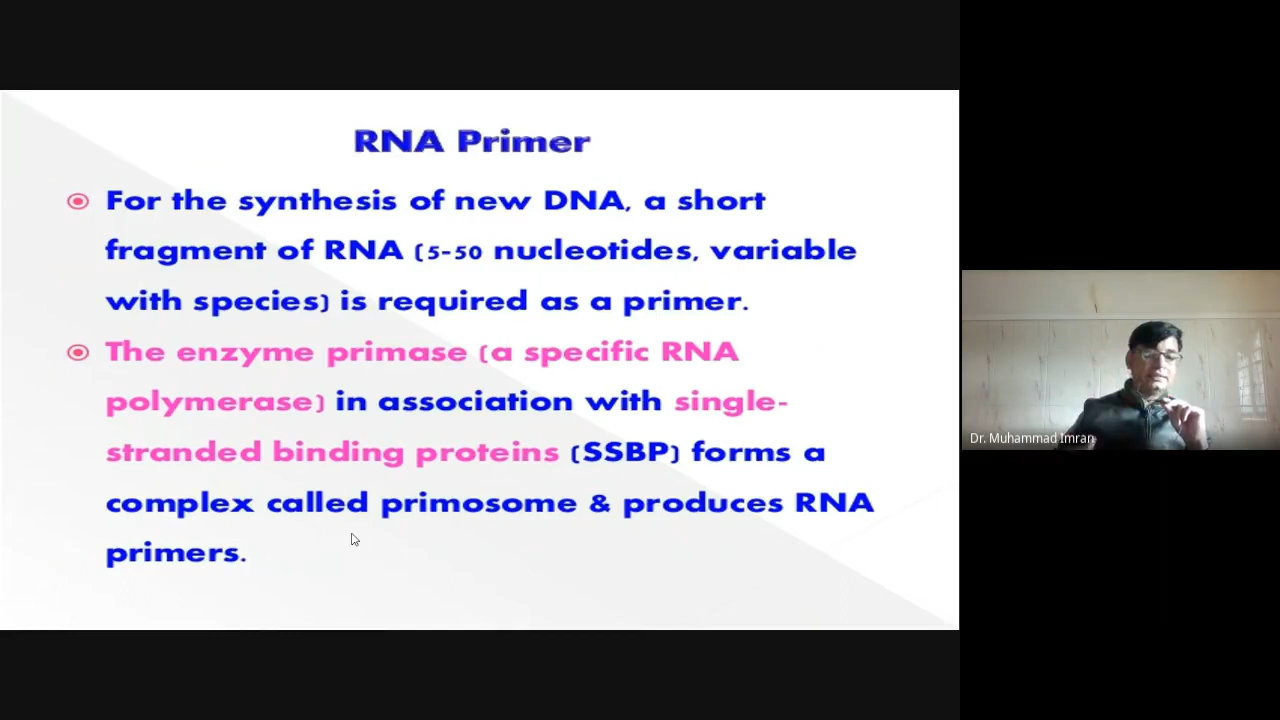 RNA Primer
For the synthesis of new DNA, a short
fragment of RNA (5-50 nucleotides, variable
with species) is required as a primer.
The enzyme primase (a specific RNA
polymerase) in association with single-
stranded binding proteins (SSBP) forms a
complex called primosome & produces RNA
primers.
Dr. Muhammad Imran